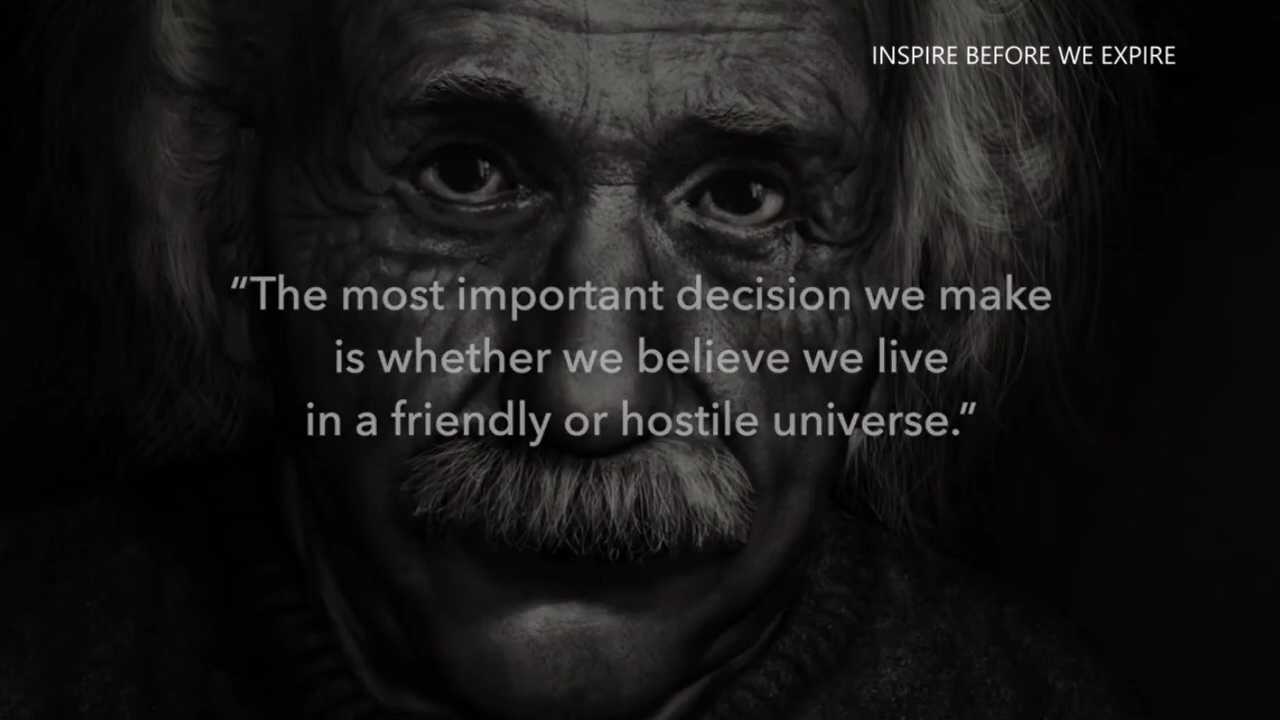 INSPIRE BEFORE WE EXPIRE
“The most important decision we make
is whether we believe we live
in a friendly or hostile universe.”